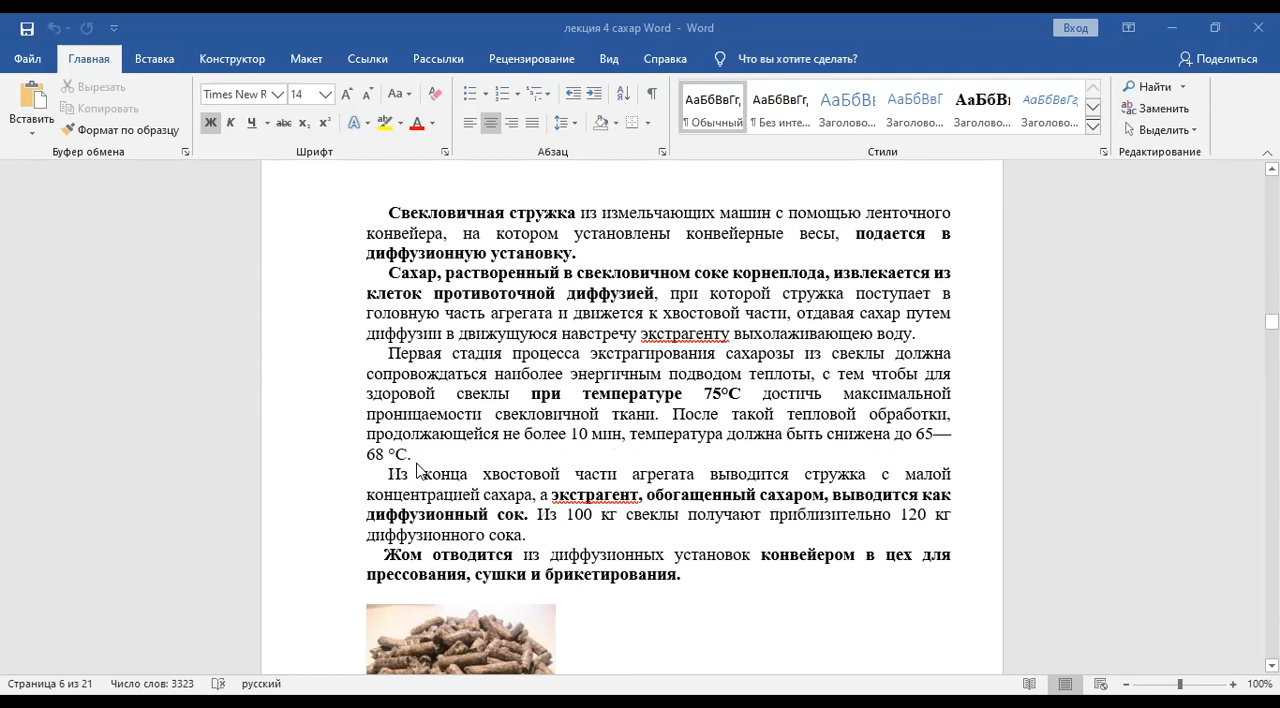 лекция 4 сахар Word - Word
Вход
Файл Главная Вставка Конструктор Макет Ссылки Рассылки Рецензирование Вид Справка Что вы хотите сделать? Поделиться
Вставить
Вырезать
Копировать
Формат по образцу
Буфер обмена
Times New R 14
Шрифт
Абзац
АаБбВвГг, АаБбВвГг, АаБбВı АаБбВвГ АаБбВı АаБбВвГг,
¶ Обычный ¶ Без инте... Заголово... Заголово... Заголово... Заголово...
Стили
Найти
Заменить
Выделить
Редактирование
Свекловичная стружка из измельчающих машин с помощью ленточного
конвейера, на котором установлены конвейерные весы, подается в
диффузионную установку.
Сахар, растворенный в свекловичном соке корнеплода, извлекается из
клеток противоточной диффузией, при которой стружка поступает в
головную часть агрегата и движется к хвостовой части, отдавая сахар путем
диффузии в движущуюся навстречу экстрагенту выхолаживающею воду.
Первая стадия процесса экстрагирования сахарозы из свеклы должна
сопровождаться наиболее энергичным подводом теплоты, с тем чтобы для
здоровой свеклы при температуре 75°С достичь максимальной
проницаемости свекловичной ткани. После такой тепловой обработки,
продолжающейся не более 10 мин, температура должна быть снижена до 65—
68 °С.
Из конца хвостовой части агрегата выводится стружка с малой
концентрацией сахара, а экстрагент, обогащенный сахаром, выводится как
диффузионный сок. Из 100 кг свеклы получают приблизительно 120 кг
диффузионного сока.
Жом отводится из диффузионных установок конвейером в цех для
прессования, сушки и брикетирования.
Страница 6 из 21 Число слов: 3323 русский 100%